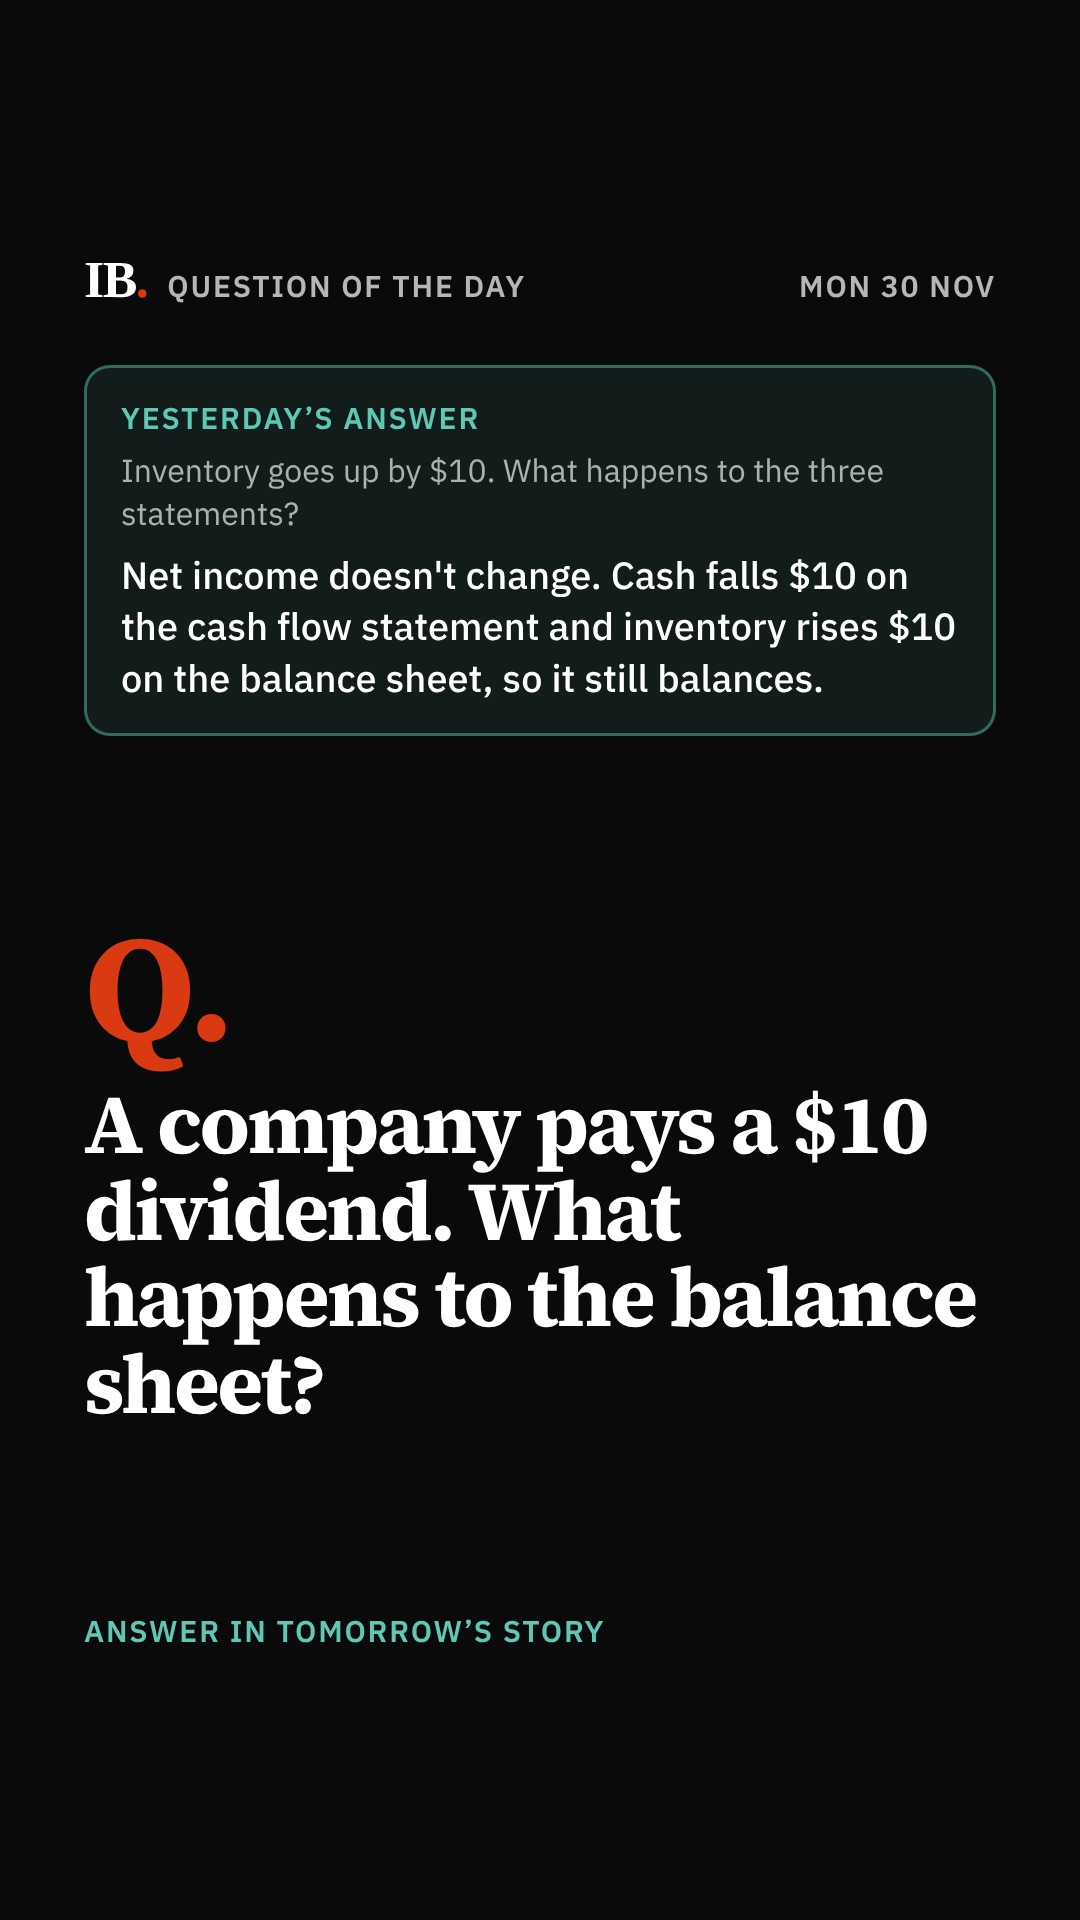 IB. QUESTION OF THE DAY MON 30 NOV
YESTERDAY’S ANSWER
Inventory goes up by $10. What happens to the three
statements?
Net income doesn't change. Cash falls $10 on
the cash flow statement and inventory rises $10
on the balance sheet, so it still balances.
Q.
A company pays a $10
dividend. What
happens to the balance
sheet?
ANSWER IN TOMORROW’S STORY